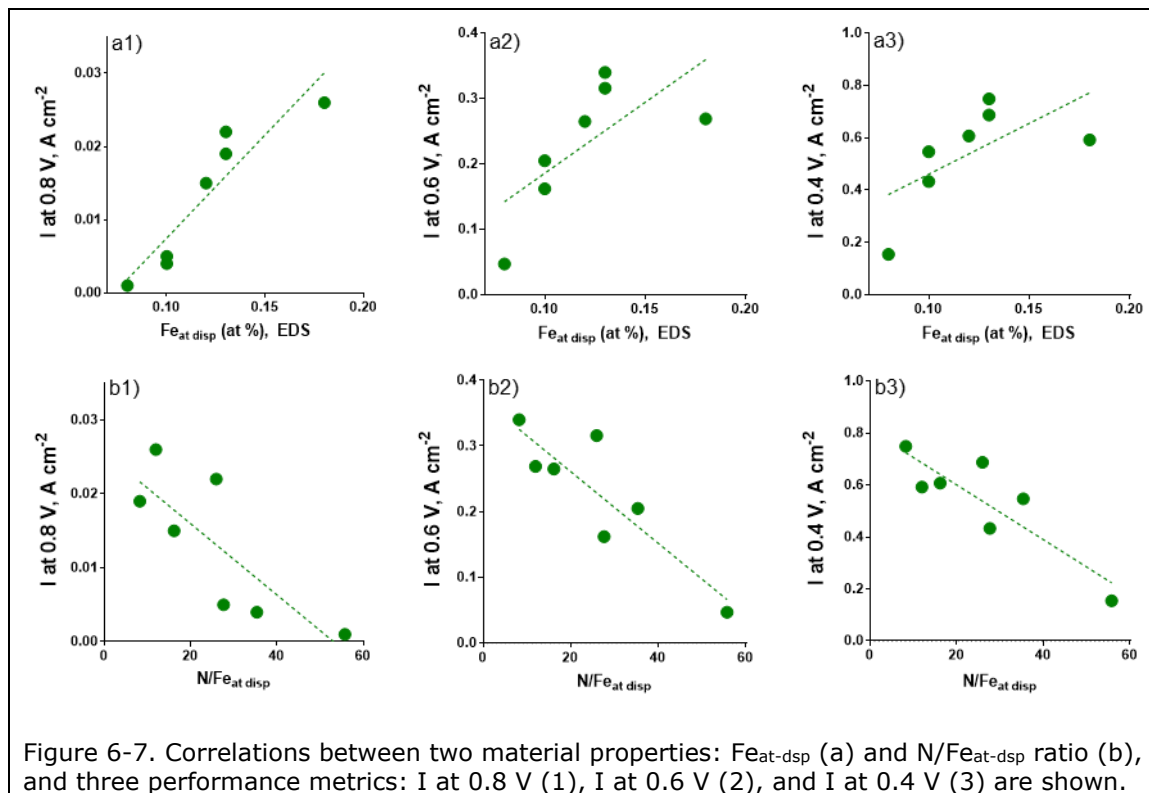 a1)
I at 0.8 V, A cm-2
0.03
0.02
0.01
0.00
0.10 0.15 0.20
Feat disp (at %), EDS
a2)
I at 0.6 V, A cm-2
0.4
0.3
0.2
0.1
0.0
0.10 0.15 0.20
Feat disp (at %), EDS
a3)
I at 0.4 V, A cm-2
1.0
0.8
0.6
0.4
0.2
0.0
0.10 0.15 0.20
Feat disp (at %), EDS
b1)
I at 0.8 V, A cm-2
0.03
0.02
0.01
0.00
0 20 40 60
N/Feat disp
b2)
I at 0.6 V, A cm-2
0.4
0.3
0.2
0.1
0.0
0 20 40 60
N/Feat disp
b3)
I at 0.4 V, A cm-2
1.0
0.8
0.6
0.4
0.2
0.0
0 20 40 60
N/Feat disp
Figure 6-7. Correlations between two material properties: Feat-dsp (a) and N/Feat-dsp ratio (b),
and three performance metrics: I at 0.8 V (1), I at 0.6 V (2), and I at 0.4 V (3) are shown.